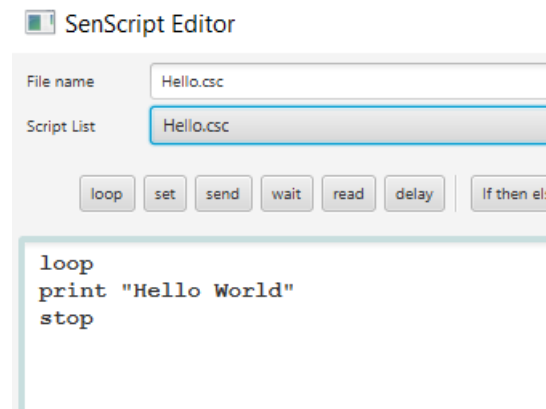 SenScript Editor
File name Hello.csc
Script List Hello.csc
loop set send wait read delay If then
loop
print "Hello World"
stop